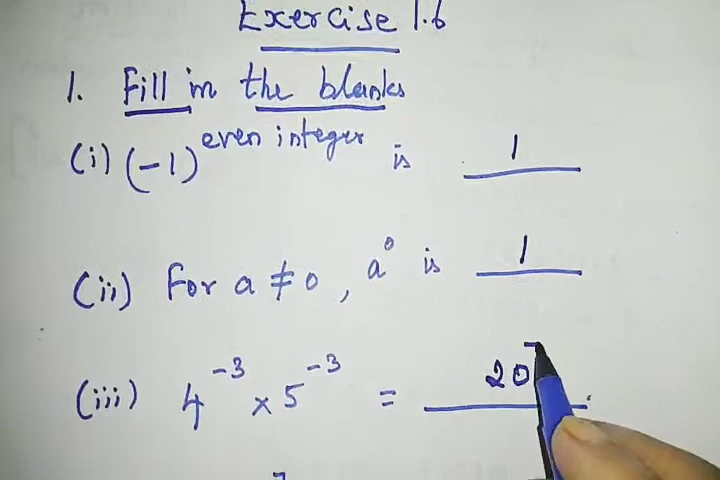 Exercise 1.6
1. Fill in the blanks
(i) (-1)^even integer is 1
(ii) For a ≠ 0, a⁰ is 1
(iii) 4⁻³ × 5⁻³ = 20⁻